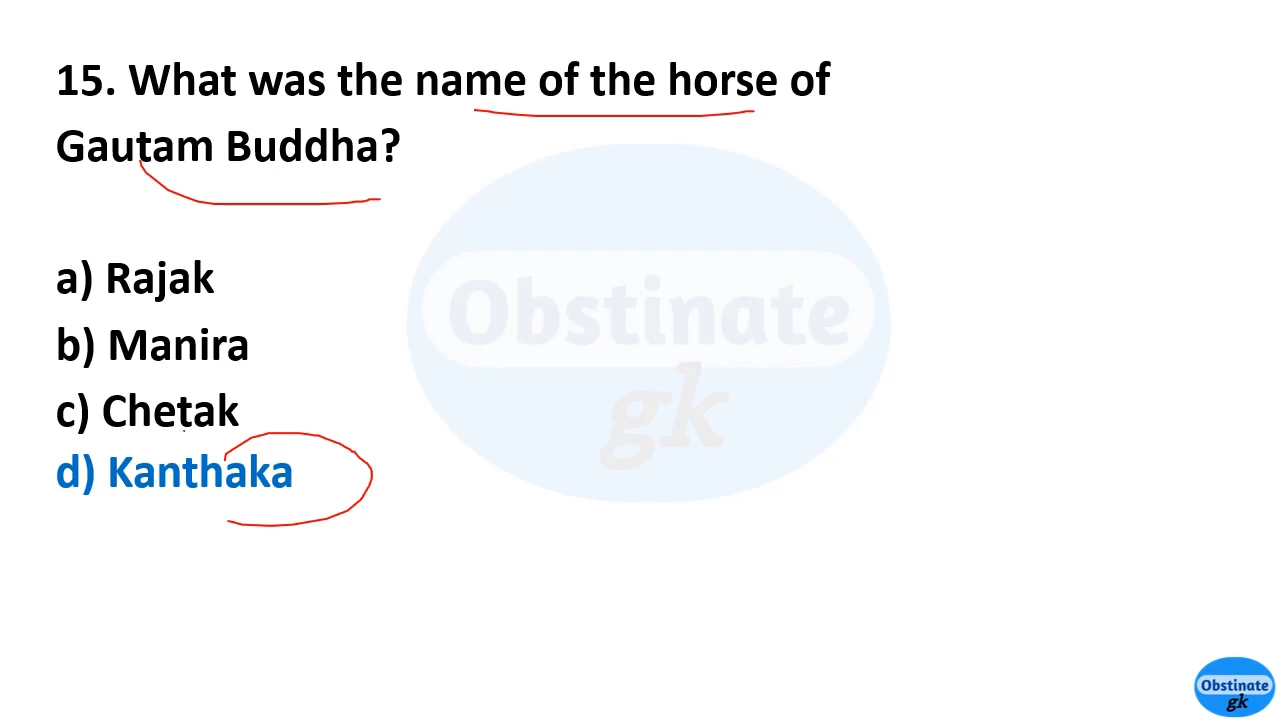 15. What was the name of the horse of
Gautam Buddha?
a) Rajak
b) Manira
c) Chetak
d) Kanthaka
Obstinate
gk
Obstinate
gk